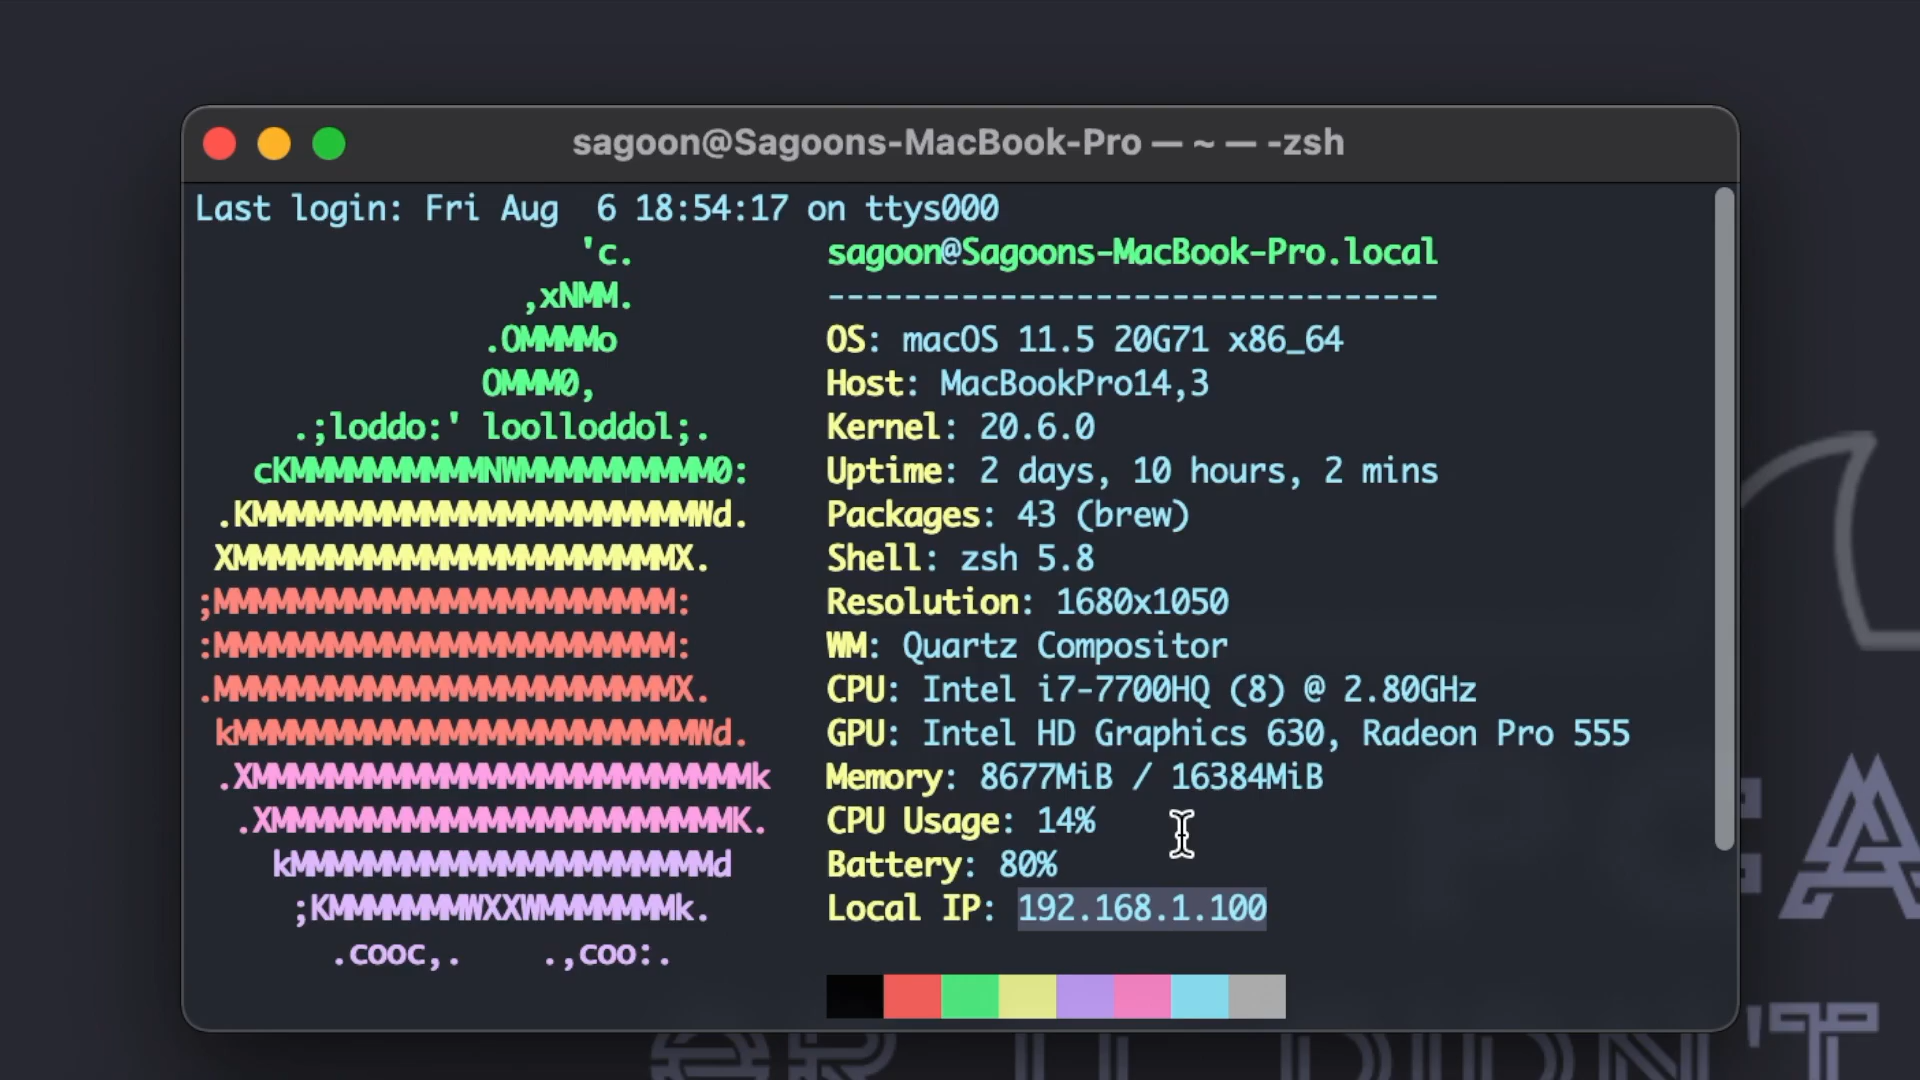 sagoon@Sagoons-MacBook-Pro — ~ — -zsh
Last login: Fri Aug  6 18:54:17 on ttys000
'c.          sagoon@Sagoons-MacBook-Pro.local
,xNMM.          --------------------------------
.OMMMMo           OS: macOS 11.5 20G71 x86_64
OMMM0,            Host: MacBookPro14,3
.;loddo:' loolloddol;.      Kernel: 20.6.0
cKMMMMMMMMMMNWMMMMMMMMMM0:    Uptime: 2 days, 10 hours, 2 mins
.KMMMMMMMMMMMMMMMMMMMMMMMWd.    Packages: 43 (brew)
XMMMMMMMMMMMMMMMMMMMMMMMX.      Shell: zsh 5.8
;MMMMMMMMMMMMMMMMMMMMMMMM:       Resolution: 1680x1050
:MMMMMMMMMMMMMMMMMMMMMMMM:       WM: Quartz Compositor
.MMMMMMMMMMMMMMMMMMMMMMMMX.      CPU: Intel i7-7700HQ (8) @ 2.80GHz
kMMMMMMMMMMMMMMMMMMMMMMMMWd.    GPU: Intel HD Graphics 630, Radeon Pro 555
.XMMMMMMMMMMMMMMMMMMMMMMMMMMk   Memory: 8677MiB / 16384MiB
.XMMMMMMMMMMMMMMMMMMMMMMMMK.   CPU Usage: 14%
kMMMMMMMMMMMMMMMMMMMMMMd     Battery: 80%
;KMMMMMMMWXXWMMMMMMMk.      Local IP: 192.168.1.100
.cooc,.    .,coo:.
OR IT DIDN'T